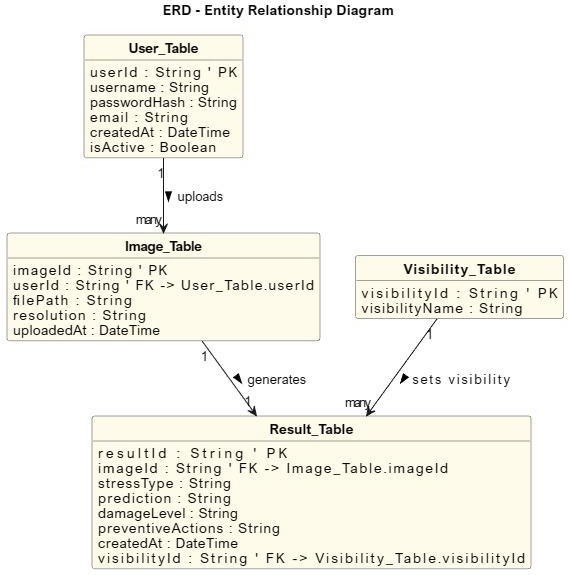 ERD - Entity Relationship Diagram
User_Table
userId : String ' PK
username : String
passwordHash : String
email : String
createdAt : DateTime
isActive : Boolean
1
uploads
many
Image_Table
imageId : String ' PK
userId : String ' FK -> User_Table.userId
filePath : String
resolution : String
uploadedAt : DateTime
Visibility_Table
visibilityId : String ' PK
visibilityName : String
1
generates
1
1
sets visibility
many
Result_Table
resultId : String ' PK
imageId : String ' FK -> Image_Table.imageId
stressType : String
prediction : String
damageLevel : String
preventiveActions : String
createdAt : DateTime
visibilityId : String ' FK -> Visibility_Table.visibilityId